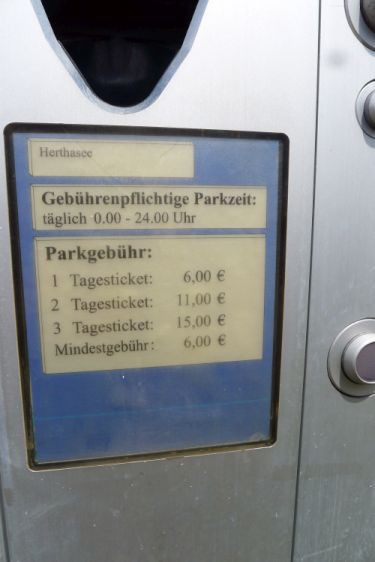 Herthasee
Gebührenpflichtige Parkzeit:
täglich 0.00 - 24.00 Uhr
Parkgebühr:
1 Tagesticket: 6,00 €
2 Tagesticket: 11,00 €
3 Tagesticket: 15,00 €
Mindestgebühr: 6,00 €